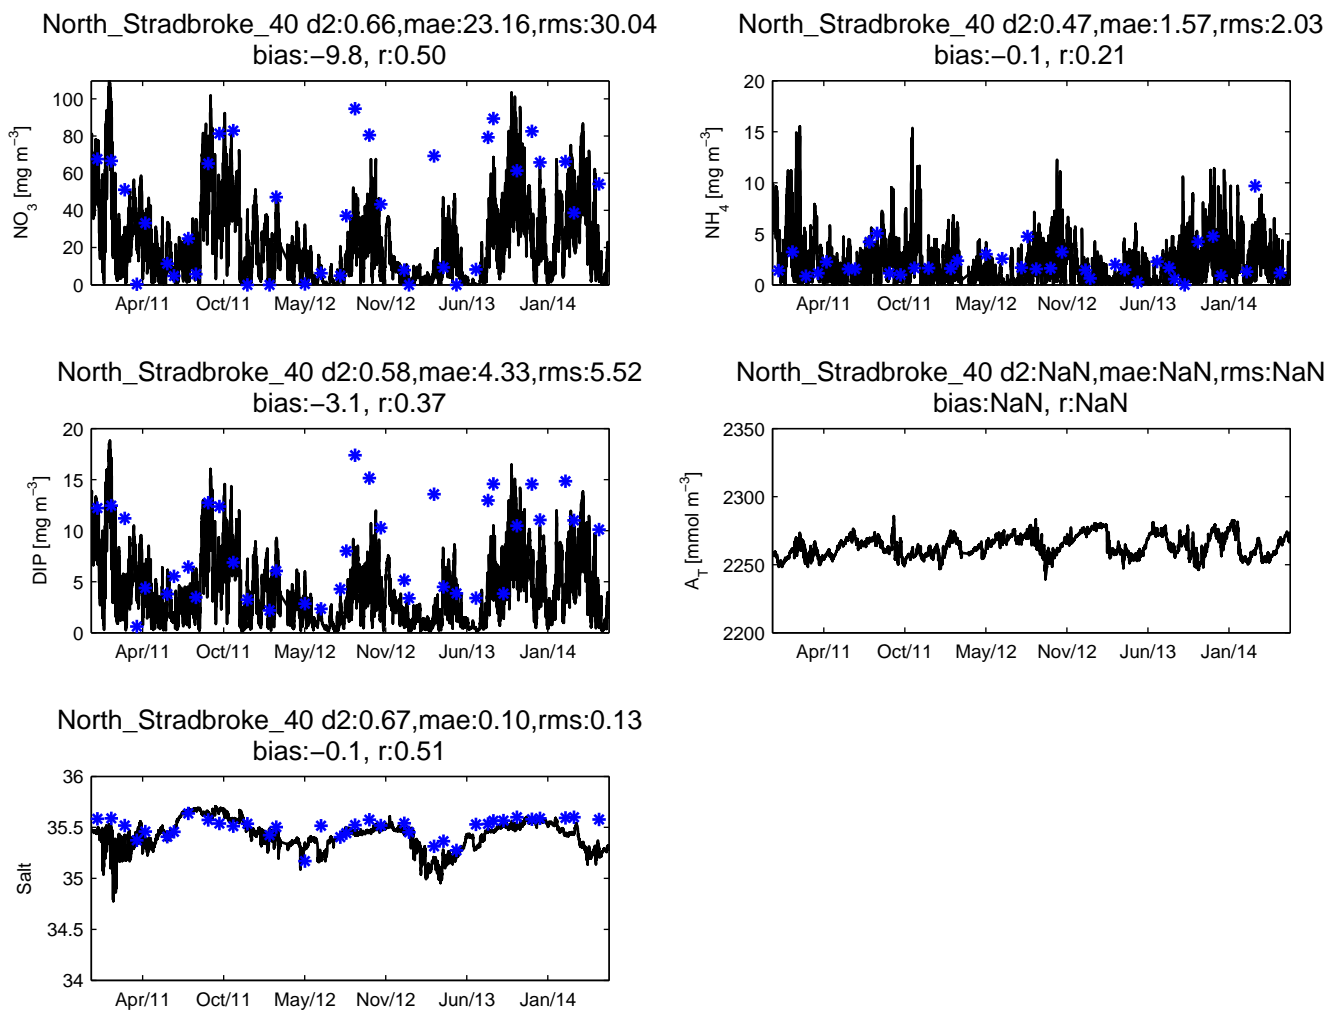 North_Stradbroke_40 d2:0.66,mae:23.16,rms:30.04
bias:−9.8, r:0.50
NO3 [mg m−3]
100
80
60
40
20
0
Apr/11 Oct/11 May/12 Nov/12 Jun/13 Jan/14
North_Stradbroke_40 d2:0.47,mae:1.57,rms:2.03
bias:−0.1, r:0.21
NH4 [mg m−3]
20
15
10
5
0
Apr/11 Oct/11 May/12 Nov/12 Jun/13 Jan/14
North_Stradbroke_40 d2:0.58,mae:4.33,rms:5.52
bias:−3.1, r:0.37
DIP [mg m−3]
20
15
10
5
0
Apr/11 Oct/11 May/12 Nov/12 Jun/13 Jan/14
North_Stradbroke_40 d2:NaN,mae:NaN,rms:NaN
bias:NaN, r:NaN
AT [mmol m−3]
2350
2300
2250
2200
Apr/11 Oct/11 May/12 Nov/12 Jun/13 Jan/14
North_Stradbroke_40 d2:0.67,mae:0.10,rms:0.13
bias:−0.1, r:0.51
Salt
36
35.5
35
34.5
34
Apr/11 Oct/11 May/12 Nov/12 Jun/13 Jan/14